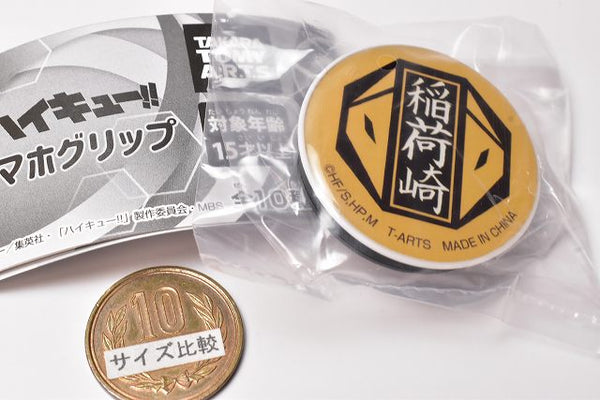 TAKARA
TOMY
ARTS
ハイキュー!!
マホグリップ
対象年齢
15才以上
全10種
／集英社・「ハイキュー!!」製作委員会・MBS
稲荷崎
©HF/S,HP,M T-ARTS MADE IN CHINA
10
サイズ比較